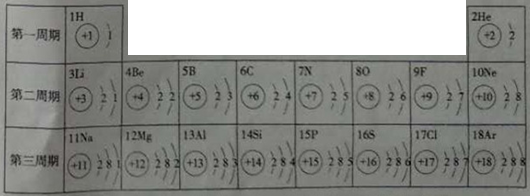 第一周期 1H 2He
+1 1 +2 2
第二周期 3Li 4Be 5B 6C 7N 8O 9F 10Ne
+3 2 1 +4 2 2 +5 2 3 +6 2 4 +7 2 5 +8 2 6 +9 2 7 +10 2 8
第三周期 11Na 12Mg 13Al 14Si 15P 16S 17Cl 18Ar
+11 2 8 1 +12 2 8 2 +13 2 8 3 +14 2 8 4 +15 2 8 5 +16 2 8 6 +17 2 8 7 +18 2 8 8